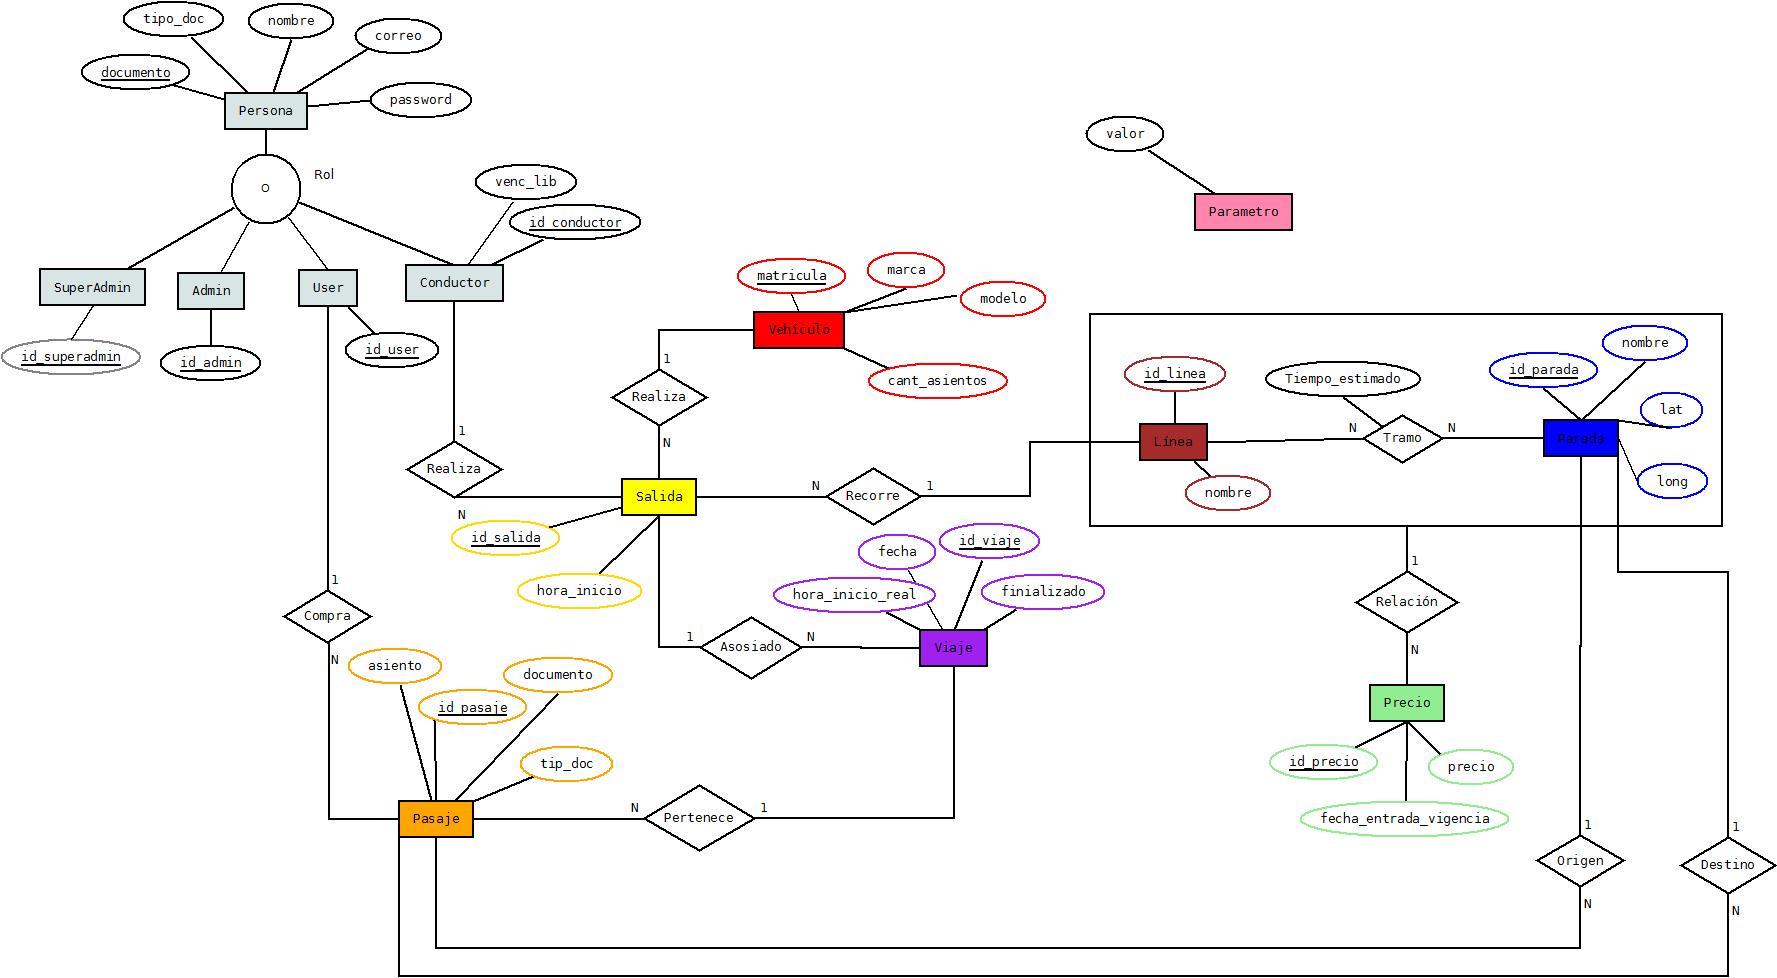 tipo_doc
nombre
correo
documento
password
Persona
valor
Rol
O
venc_lib
id_conductor
Parametro
SuperAdmin
Admin
User
Conductor
matricula
marca
modelo
Vehículo
id_superadmin
id_admin
id_user
1
cant_asientos
Realiza
N
id_linea
Tiempo_estimado
id_parada
nombre
lat
Línea
N
Tramo
N
Parada
long
nombre
1
Realiza
N
Salida
N
Recorre
1
id_salida
hora_inicio
fecha
id_viaje
hora_inicio_real
finializado
1
Asosiado
N
Viaje
1
Relación
N
Precio
id_precio
precio
fecha_entrada_vigencia
1
Compra
N
asiento
id_pasaje
documento
tip_doc
Pasaje
N
Pertenece
1
1
Origen
N
1
Destino
N